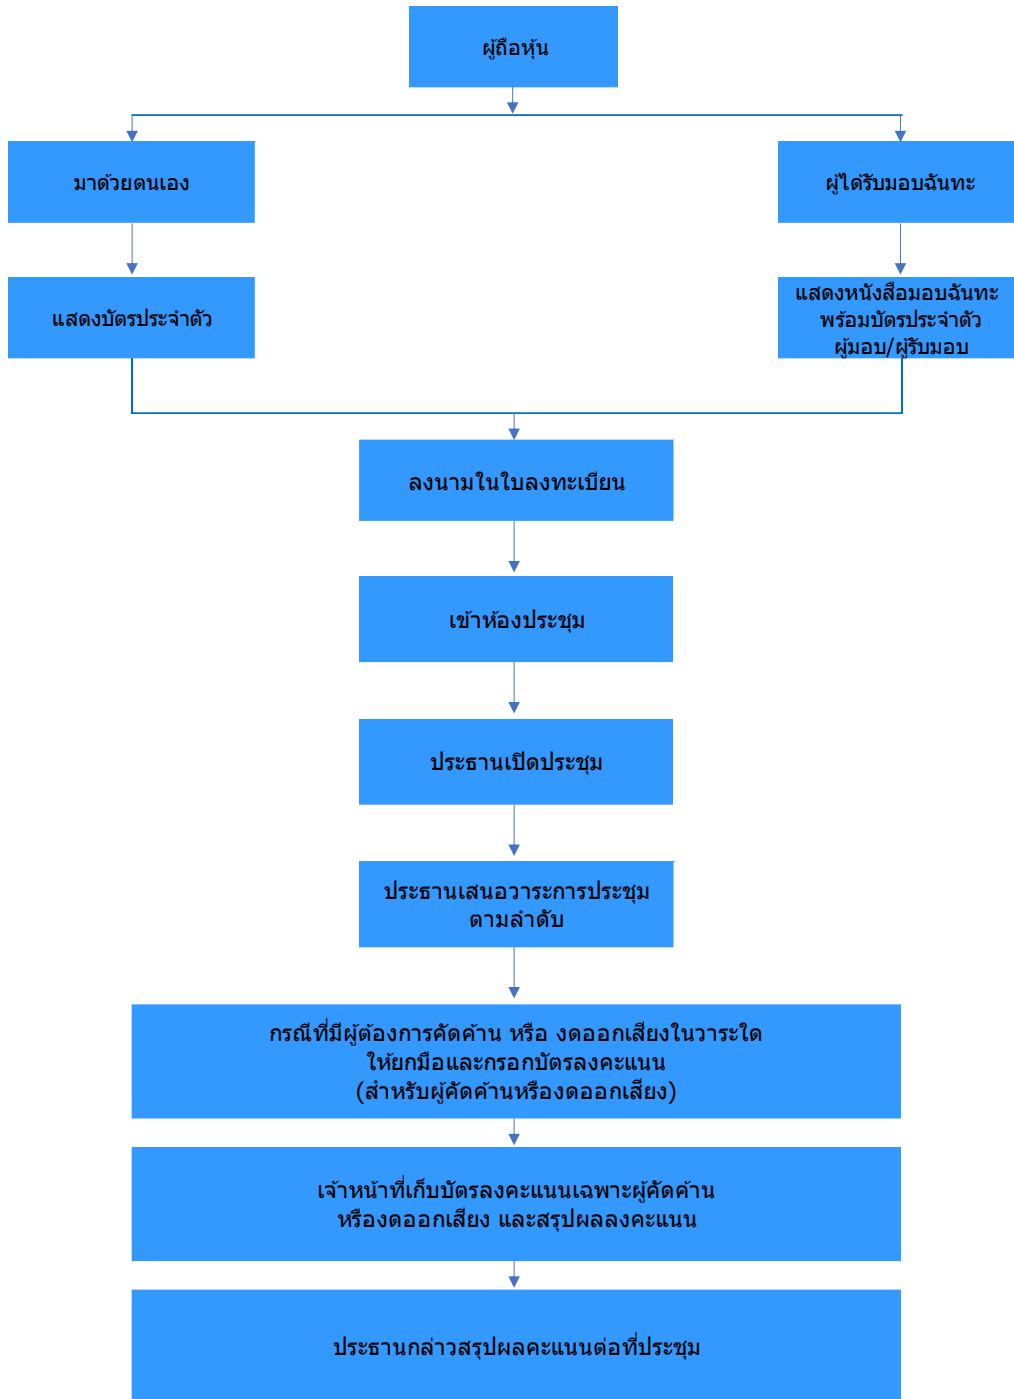 ผู้ถือหุ้น
มาด้วยตนเอง
ผู้ได้รับมอบฉันทะ
แสดงบัตรประจำตัว
แสดงหนังสือมอบฉันทะ
พร้อมบัตรประจำตัว
ผู้มอบ/ผู้รับมอบ
ลงนามในใบลงทะเบียน
เข้าห้องประชุม
ประธานเปิดประชุม
ประธานเสนอวาระการประชุม
ตามลำดับ
กรณีที่มีผู้ต้องการคัดค้าน หรือ งดออกเสียงในวาระใด
ให้ยกมือและกรอกบัตรลงคะแนน
(สำหรับผู้คัดค้านหรืองดออกเสียง)
เจ้าหน้าที่เก็บบัตรลงคะแนนเฉพาะผู้คัดค้าน
หรืองดออกเสียง และสรุปผลลงคะแนน
ประธานกล่าวสรุปผลคะแนนต่อที่ประชุม